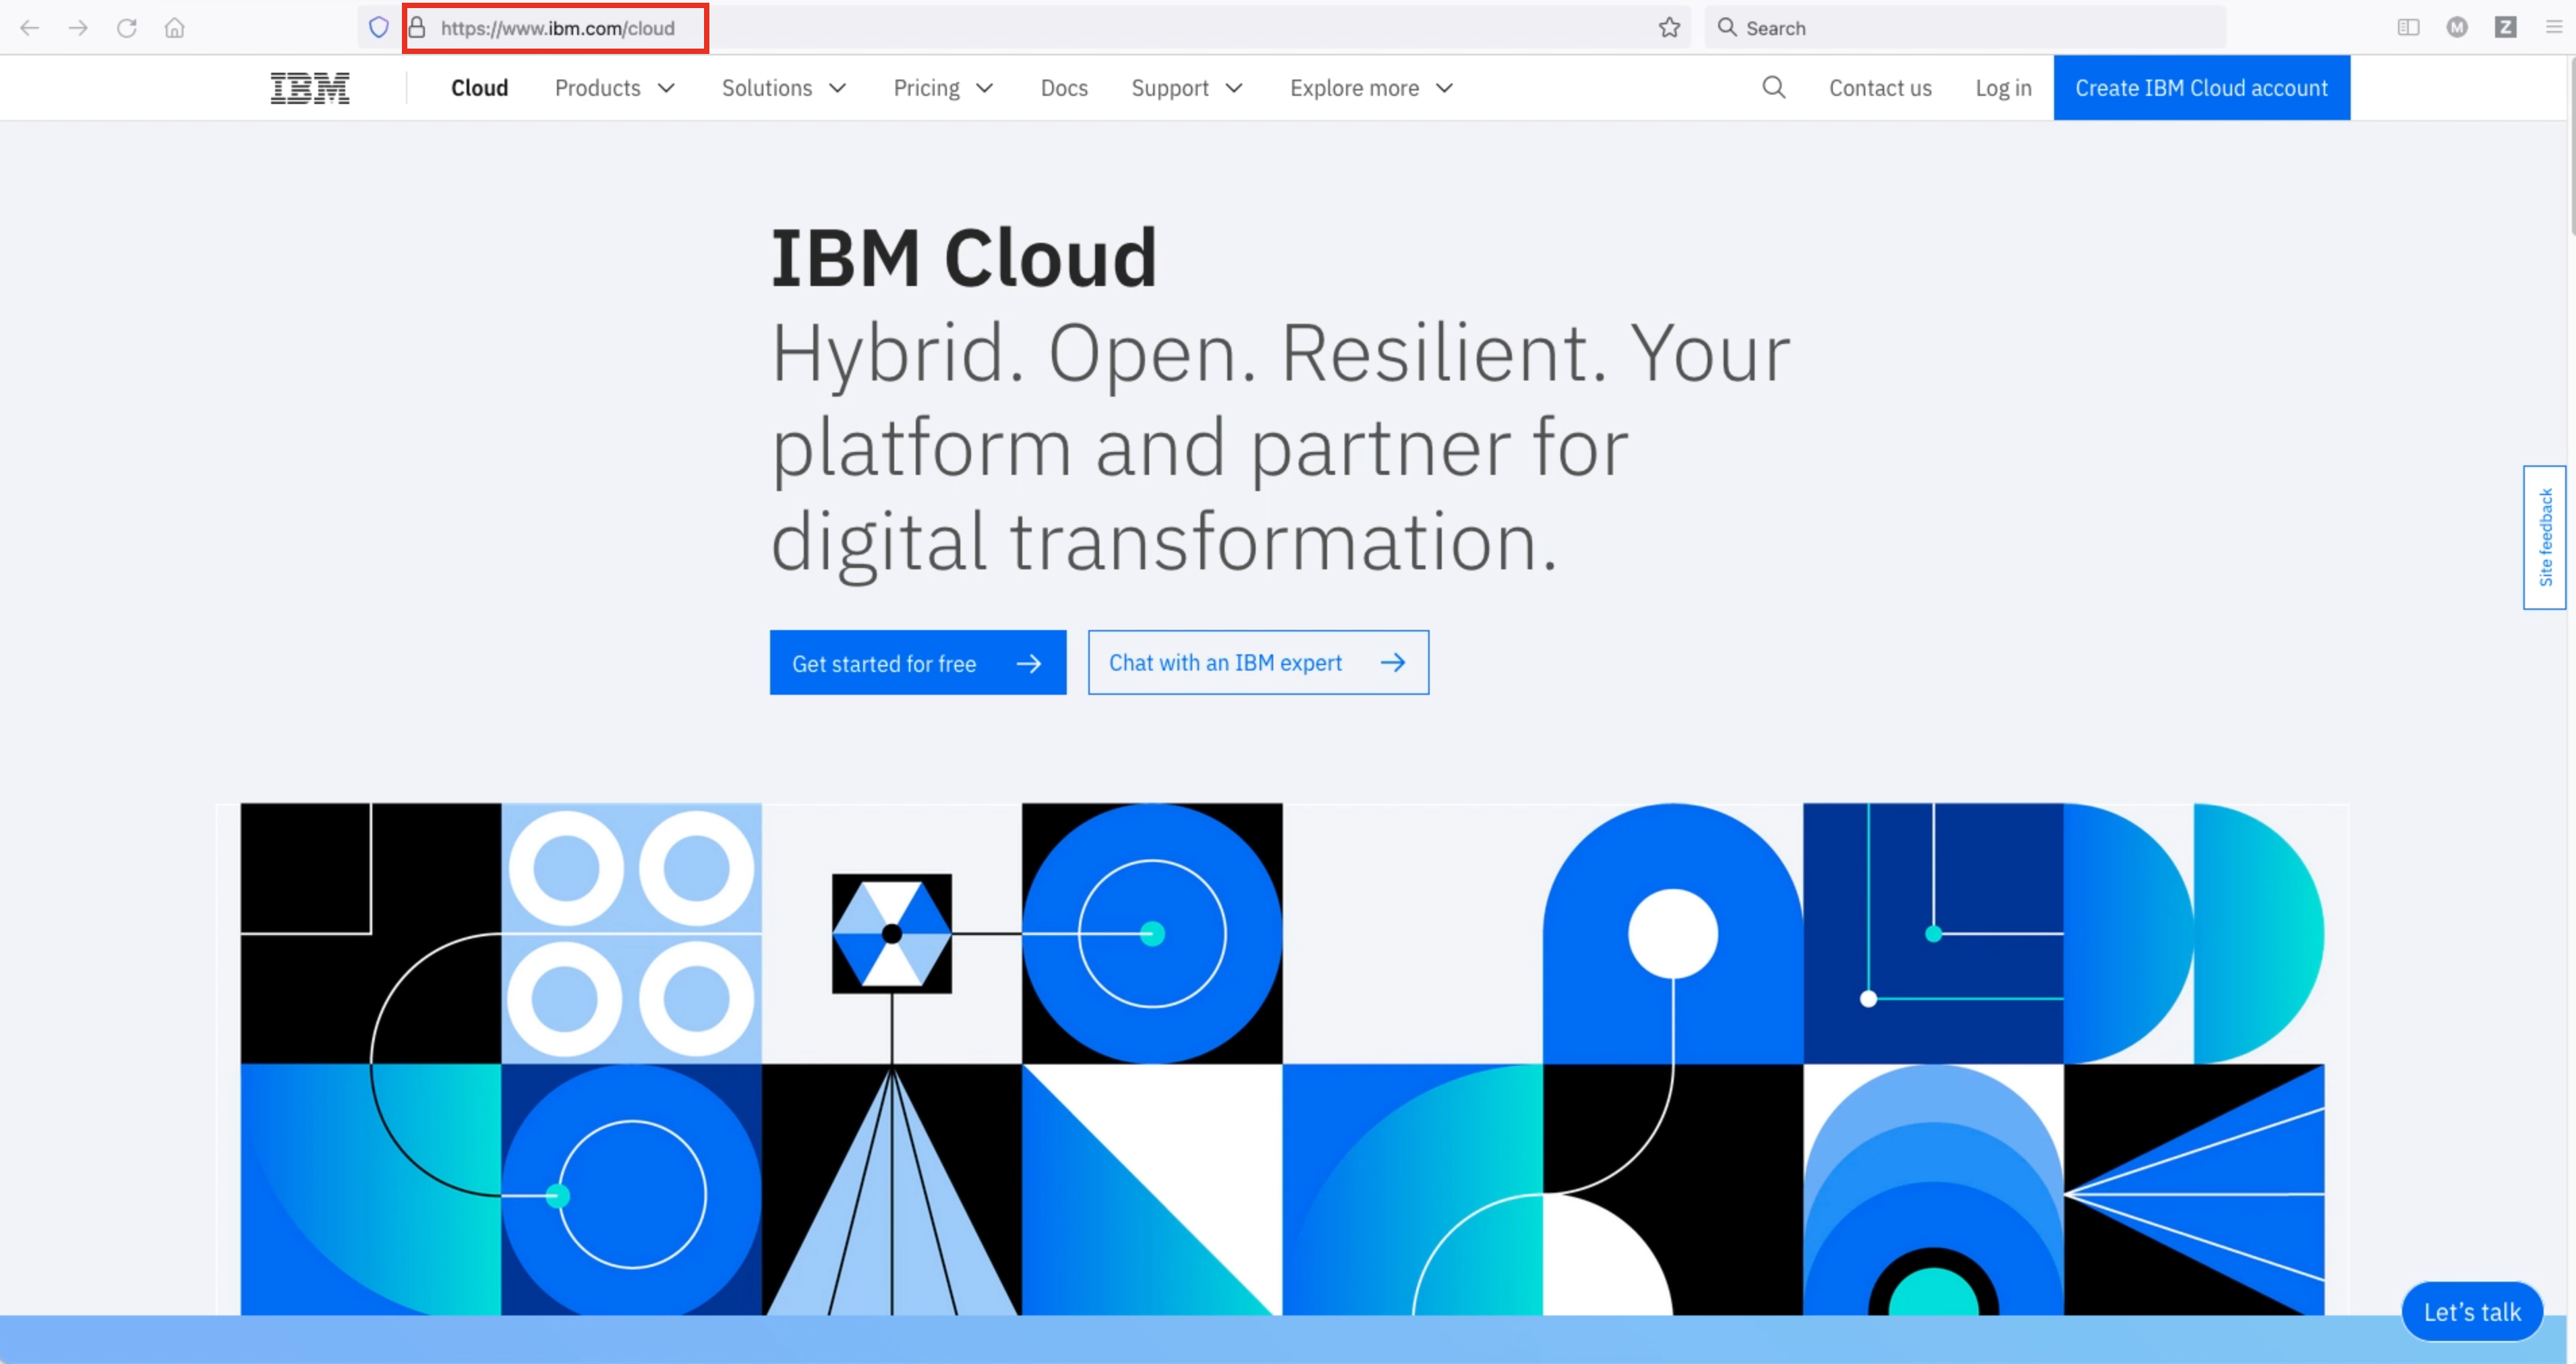 https://www.ibm.com/cloud
Search
M
Z
IBM
Cloud
Products
Solutions
Pricing
Docs
Support
Explore more
Contact us
Log in
Create IBM Cloud account
IBM Cloud
Hybrid. Open. Resilient. Your
platform and partner for
digital transformation.
Site feedback
Get started for free
Chat with an IBM expert
Let's talk